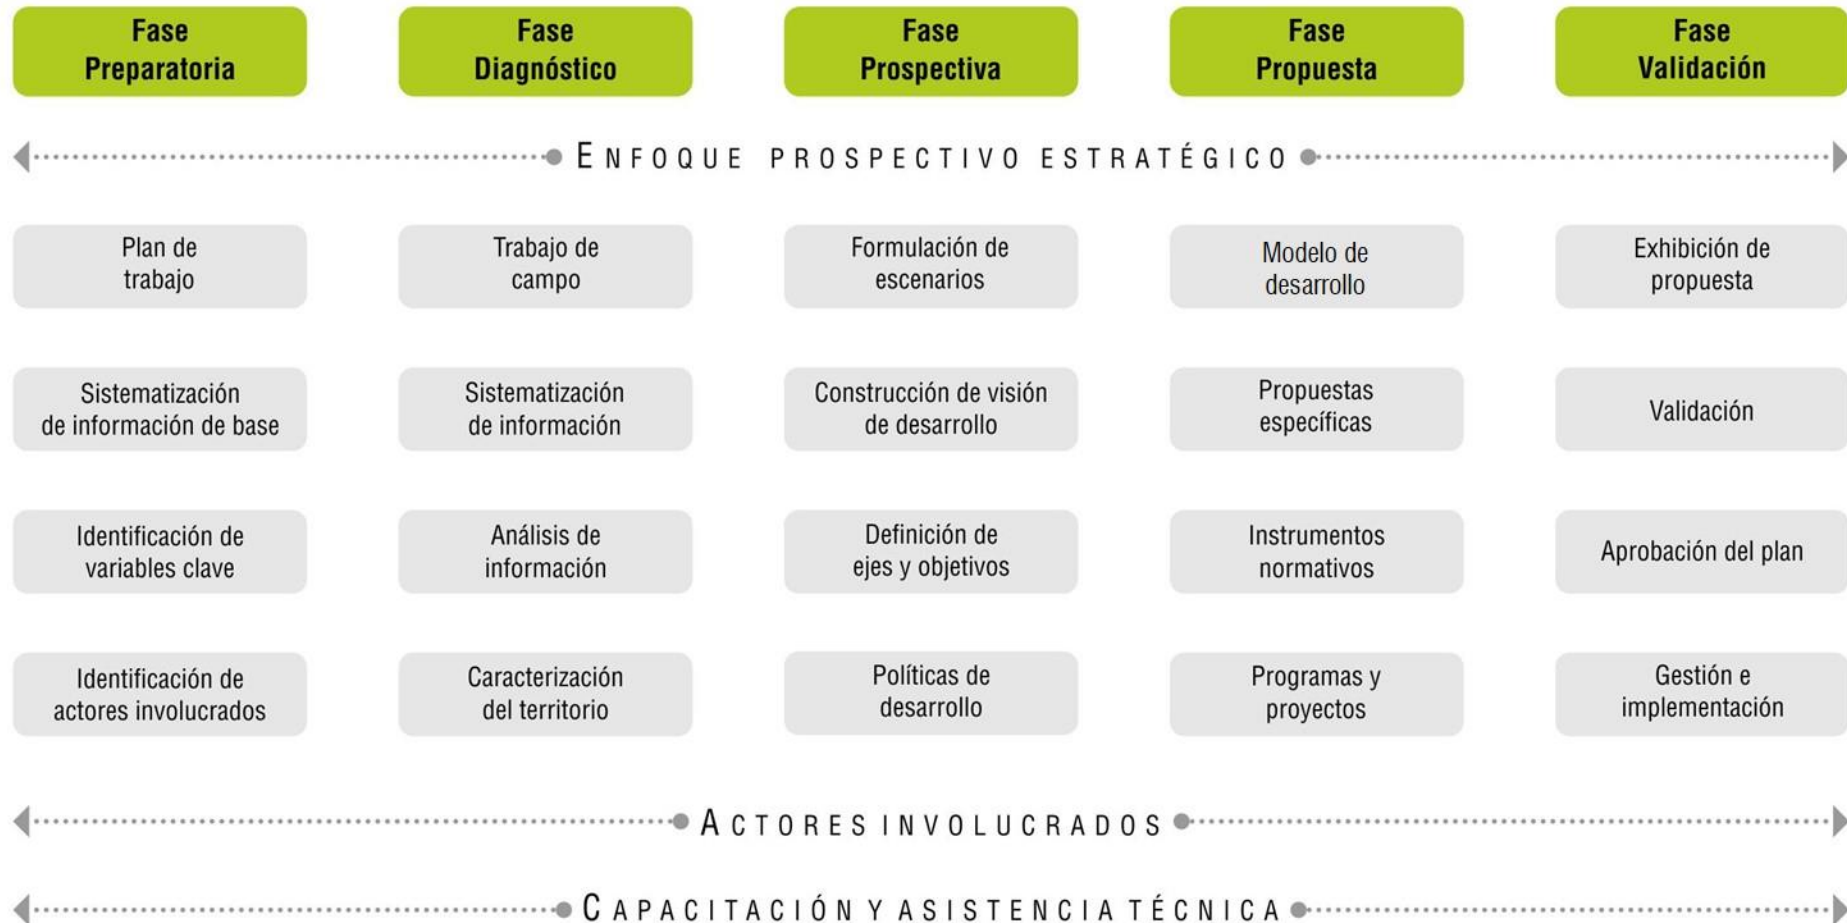 Fase
Preparatoria
Fase
Diagnóstico
Fase
Prospectiva
Fase
Propuesta
Fase
Validación
ENFOQUE PROSPECTIVO ESTRATÉGICO
Plan de
trabajo
Trabajo de
campo
Formulación de
escenarios
Modelo de
desarrollo
Exhibición de
propuesta
Sistematización
de información de base
Sistematización
de información
Construcción de visión
de desarrollo
Propuestas
específicas
Validación
Identificación de
variables clave
Análisis de
información
Definición de
ejes y objetivos
Instrumentos
normativos
Aprobación del plan
Identificación de
actores involucrados
Caracterización
del territorio
Políticas de
desarrollo
Programas y
proyectos
Gestión e
implementación
ACTORES INVOLUCRADOS
CAPACITACIÓN Y ASISTENCIA TÉCNICA